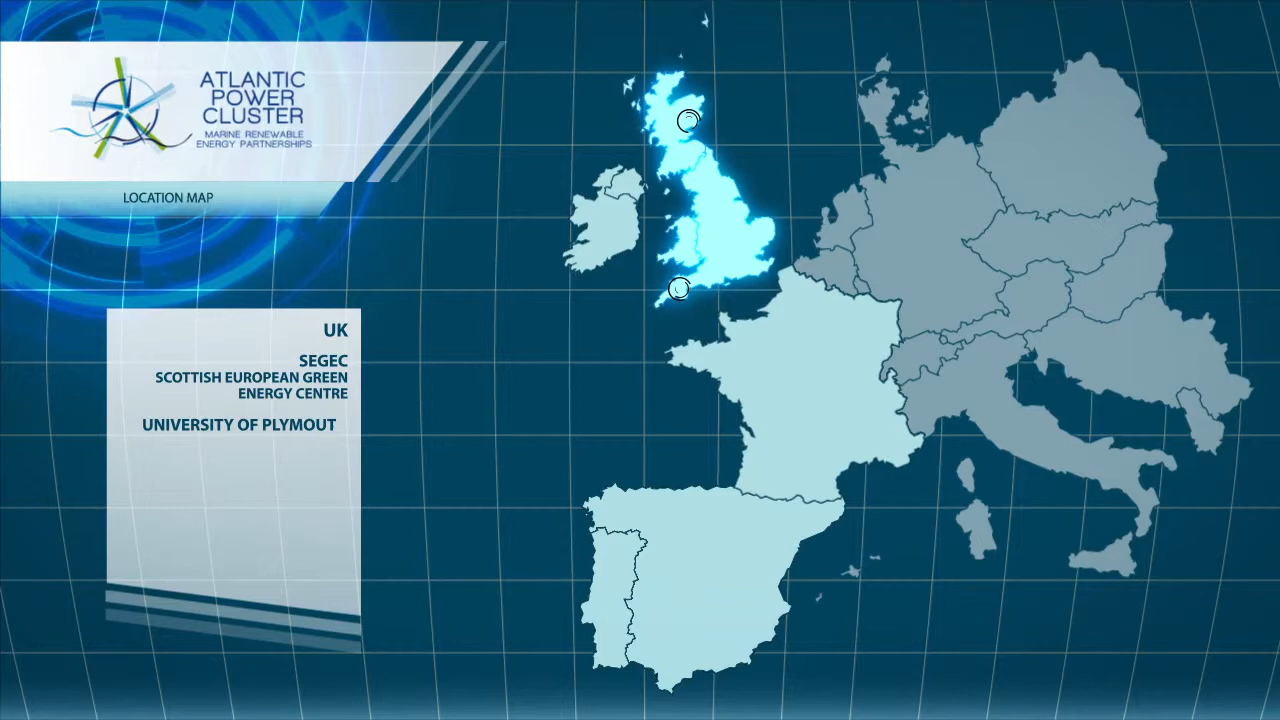 ATLANTIC
POWER
CLUSTER
MARINE RENEWABLE
ENERGY PARTNERSHIPS
LOCATION MAP
UK
SEGEC
SCOTTISH EUROPEAN GREEN
ENERGY CENTRE
UNIVERSITY OF PLYMOUT